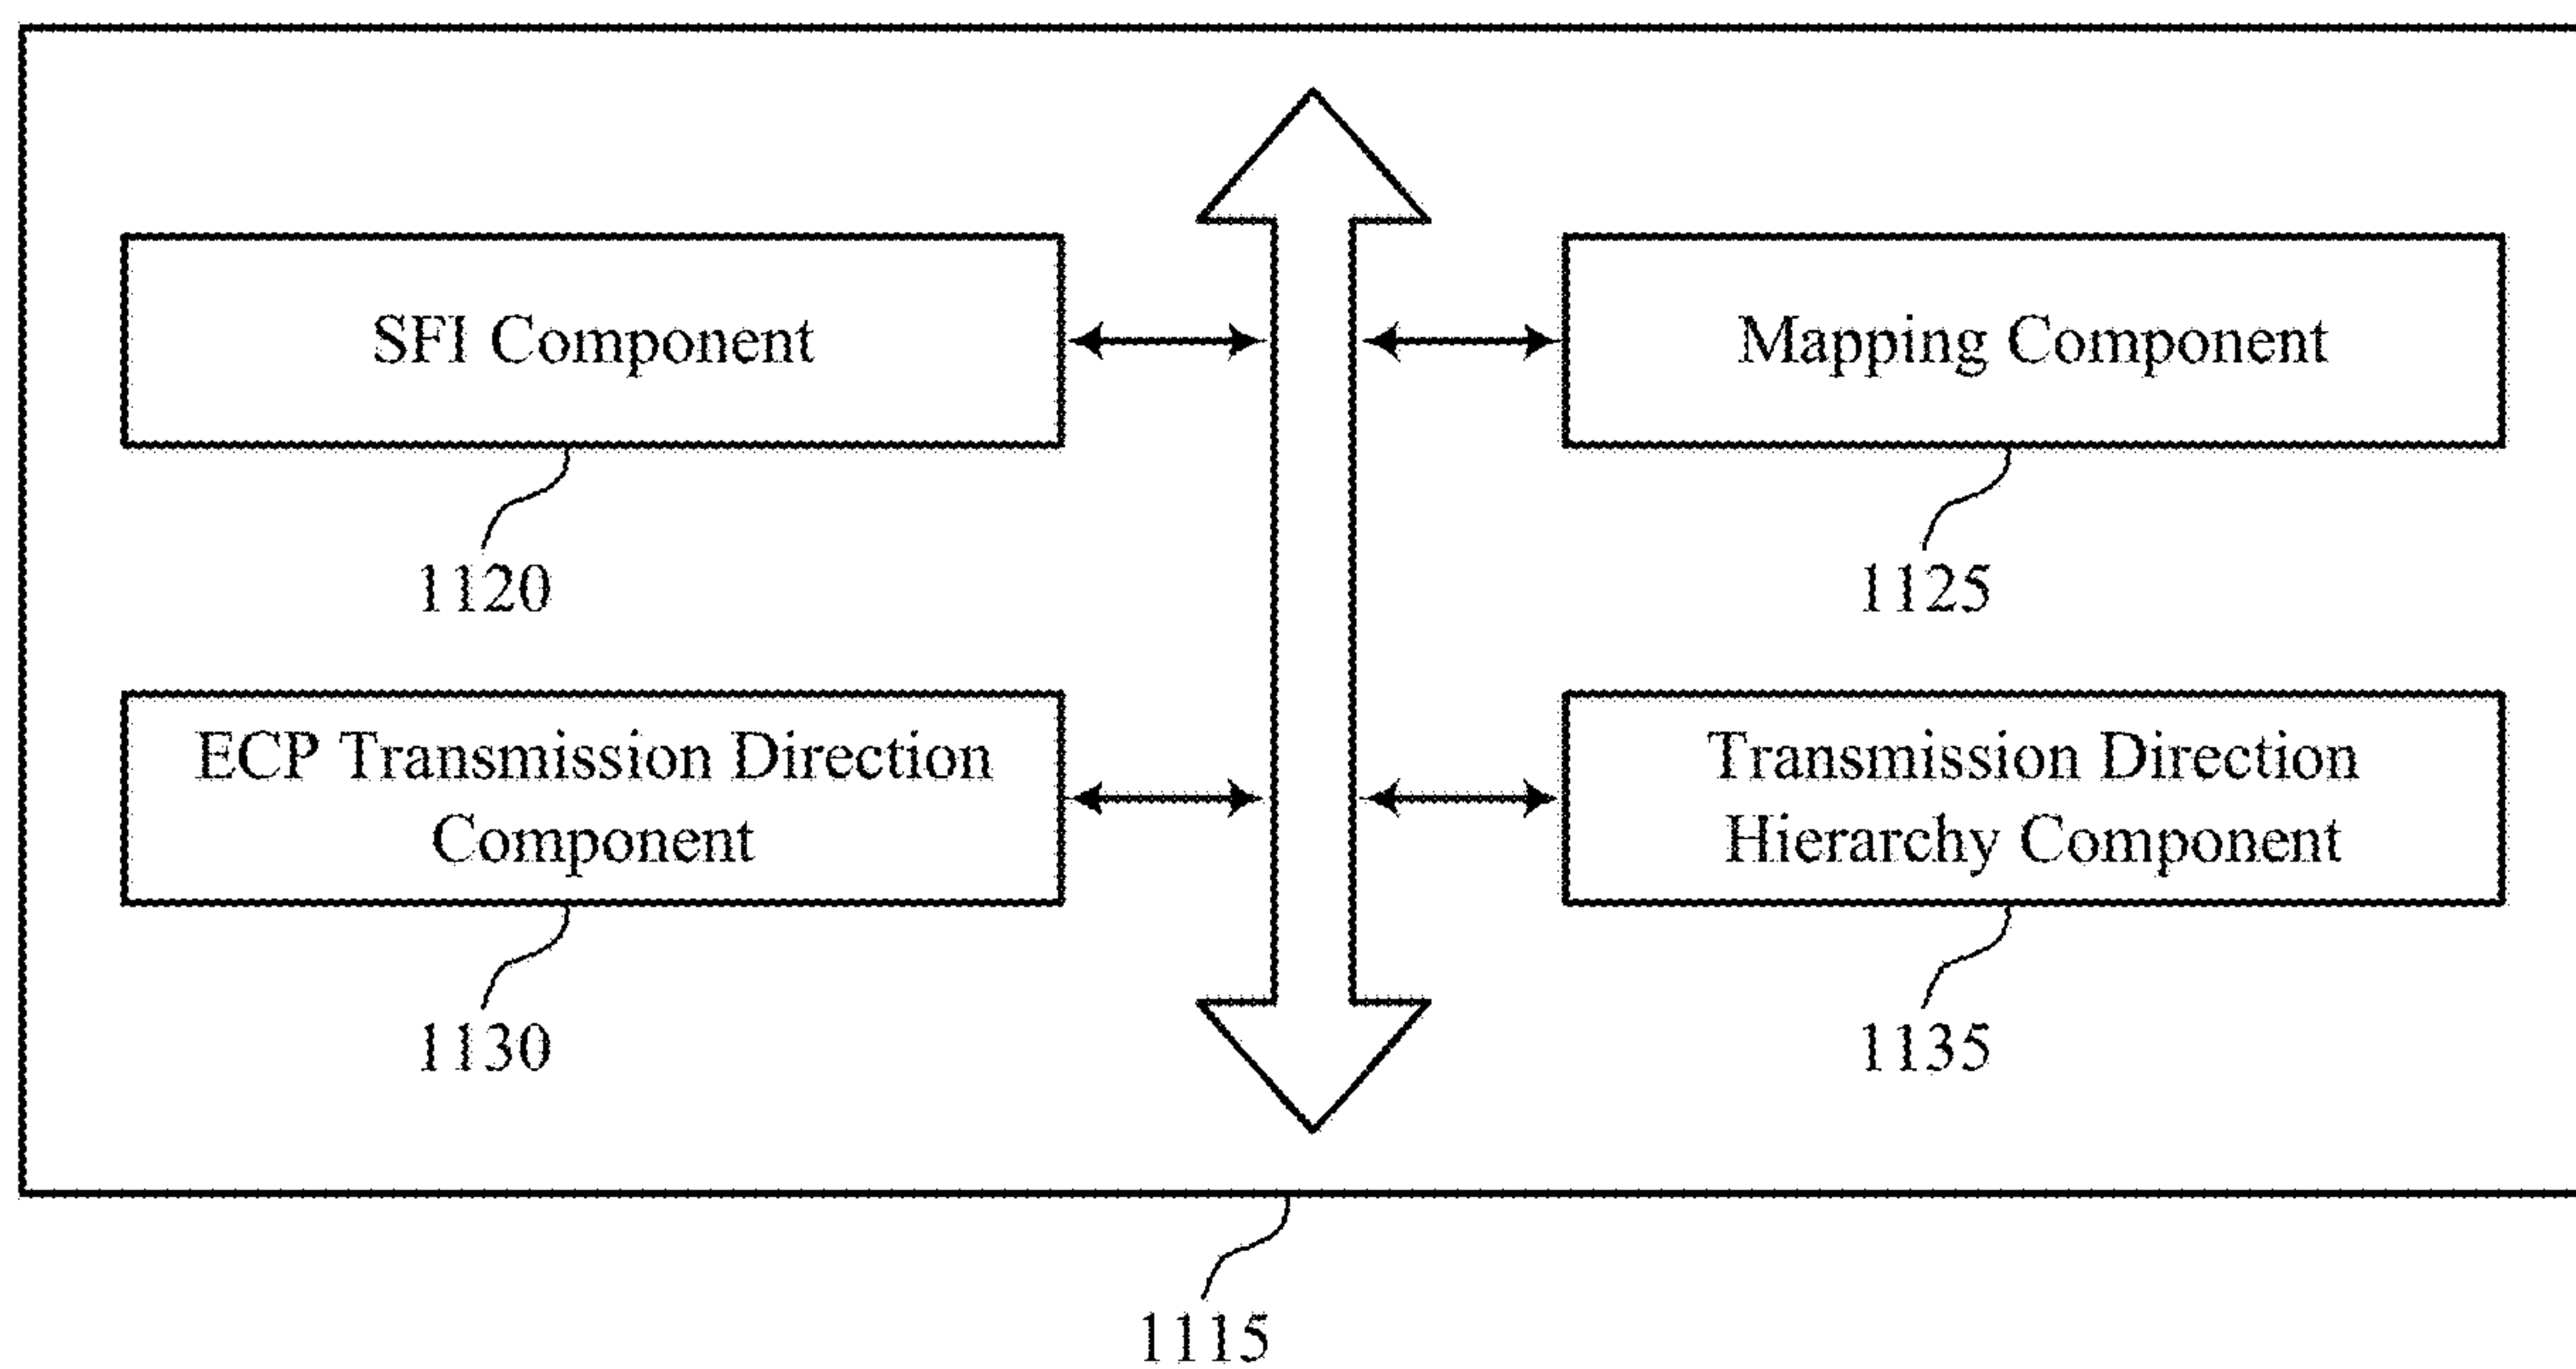 SFI Component
Mapping Component
1120
1125
ECP Transmission Direction
Component
Transmission Direction
Hierarchy Component
1130
1135
1115